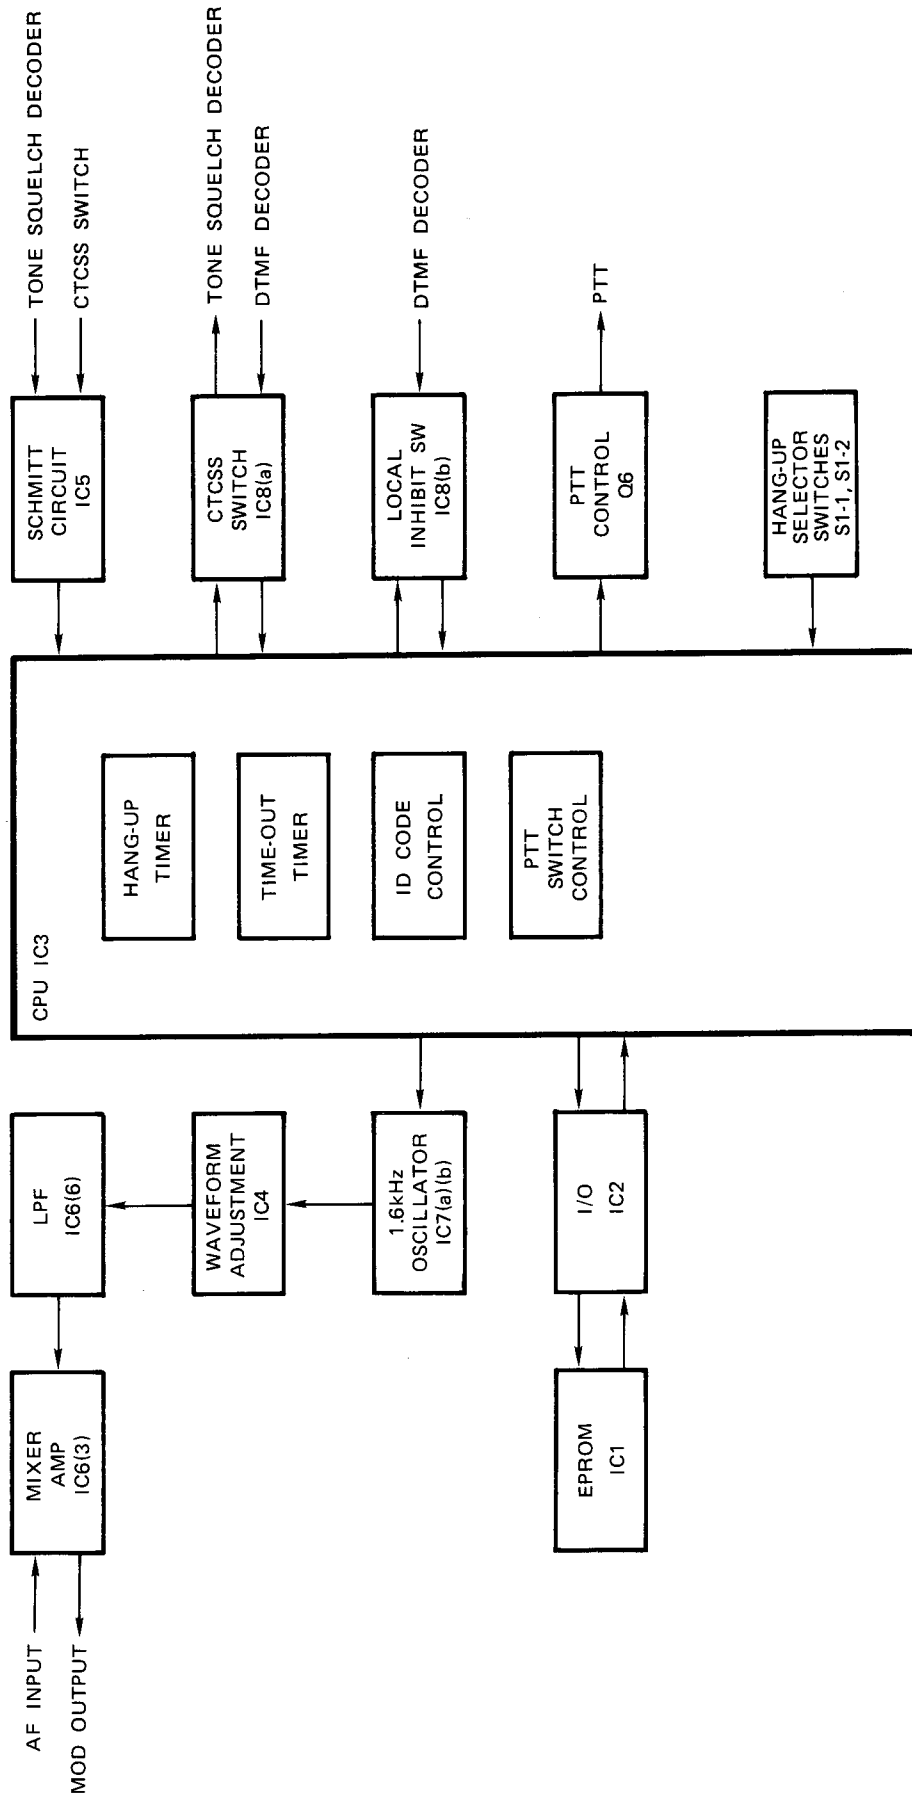 AF INPUT
MOD OUTPUT
MIXER
AMP
IC6(3)
LPF
IC6(6)
WAVEFORM
ADJUSTMENT
IC4
1.6kHz
OSCILLATOR
IC7(a)(b)
EPROM
IC1
I/O
IC2
CPU IC3
HANG-UP
TIMER
TIME-OUT
TIMER
ID CODE
CONTROL
PTT
SWITCH
CONTROL
SCHMITT
CIRCUIT
IC5
TONE SQUELCH DECODER
CTCSS SWITCH
CTCSS
SWITCH
IC8(a)
TONE SQUELCH DECODER
DTMF DECODER
LOCAL
INHIBIT SW
IC8(b)
DTMF DECODER
PTT
CONTROL
Q6
PTT
HANG-UP
SELECTOR
SWITCHES
S1-1, S1-2